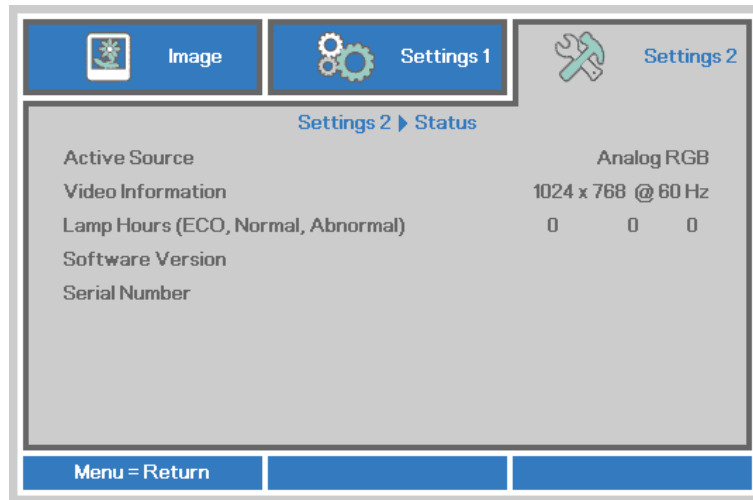 Image
Settings 1
Settings 2
Settings 2 ▶ Status
Active Source Analog RGB
Video Information 1024 x 768 @ 60 Hz
Lamp Hours (ECO, Normal, Abnormal) 0 0 0
Software Version
Serial Number
Menu = Return